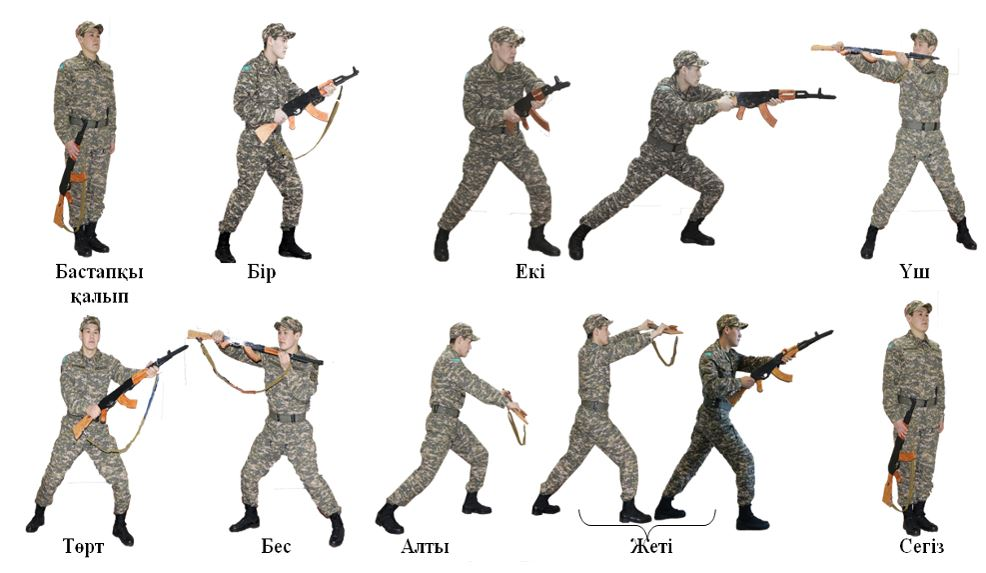 Бастапқы
қалып
Бір
Екі
Үш
Төрт
Бес
Алты
Жеті
Сегіз